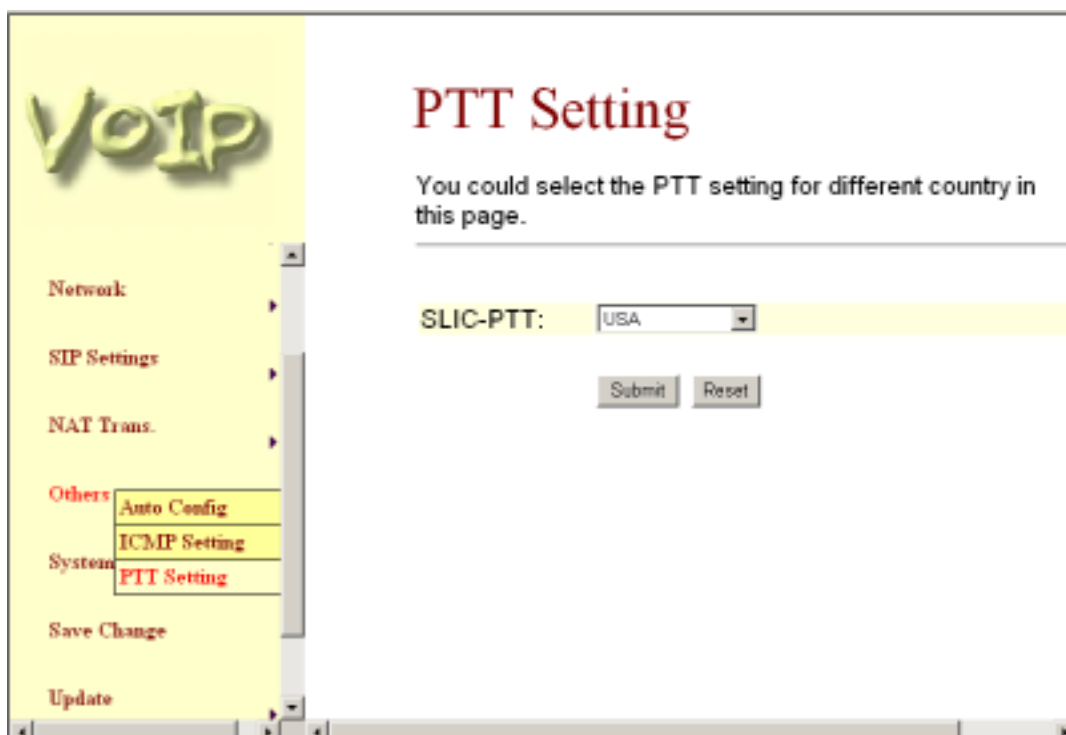 VoIP
Network
SIP Settings
NAT Trans.
Others
Auto Config
ICMP Setting
System
PTT Setting
Save Change
Update
PTT Setting
You could select the PTT setting for different country in
this page.
SLIC-PTT: USA
Submit Reset